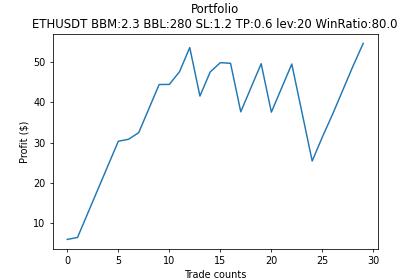 Portfolio
ETHUSDT BBM:2.3 BBL:280 SL:1.2 TP:0.6 lev:20 WinRatio:80.0
50
40
30
20
10
Profit ($)
0 5 10 15 20 25 30
Trade counts